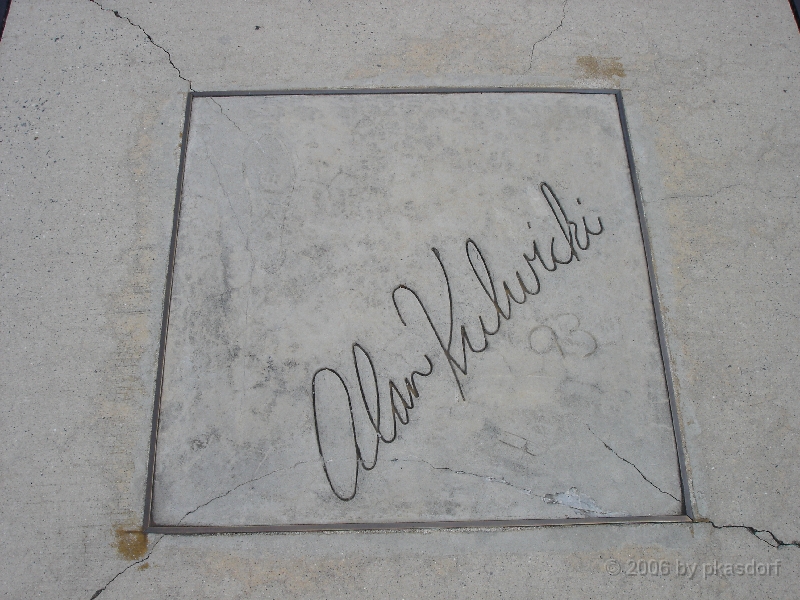 Alan Kulwicki
93
© 2006 by pkasdorf